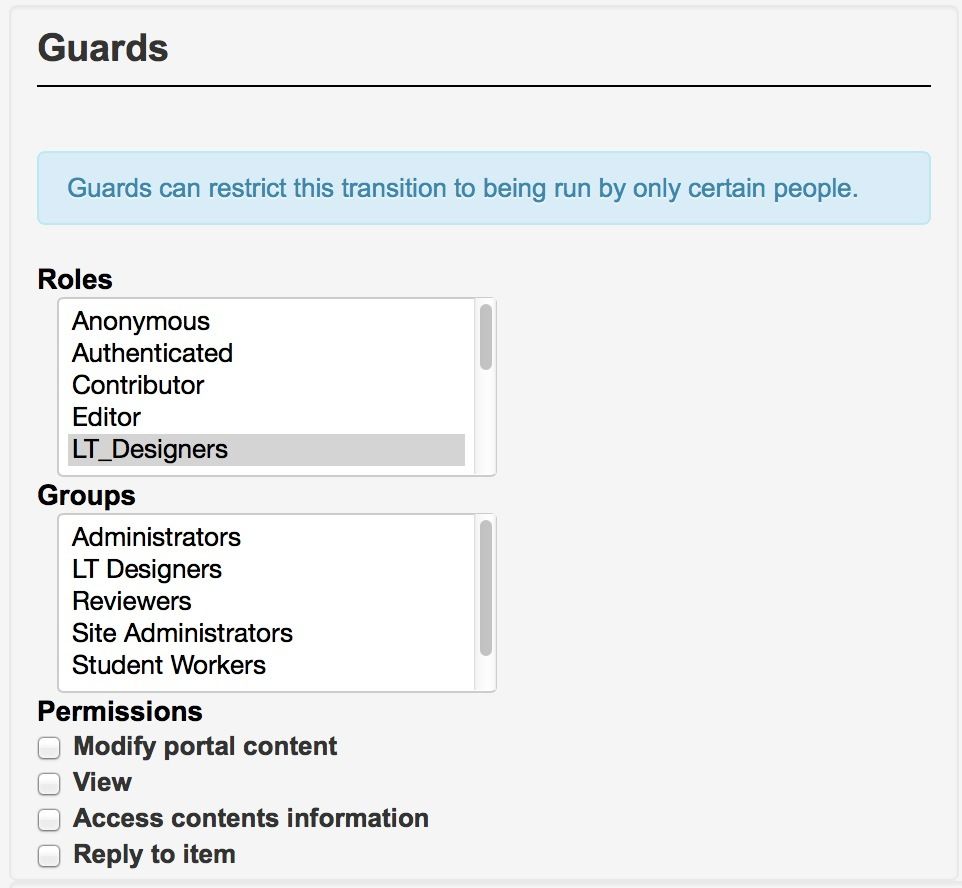 Guards
Guards can restrict this transition to being run by only certain people.
Roles
Anonymous
Authenticated
Contributor
Editor
LT_Designers
Groups
Administrators
LT Designers
Reviewers
Site Administrators
Student Workers
Permissions
Modify portal content
View
Access contents information
Reply to item